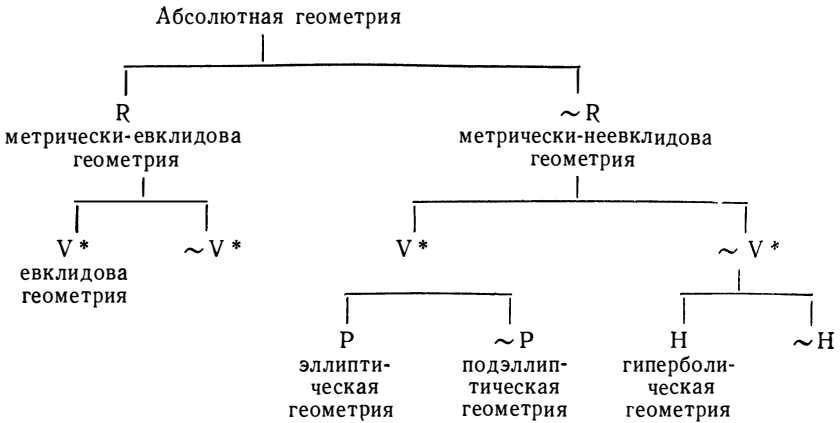 Абсолютная геометрия
R
метрически-евклидова
геометрия
~ R
метрически-неевклидова
геометрия
V*
евклидова
геометрия
~ V*
V*
~ V*
P
эллипти-
ческая
геометрия
~ P
подэллип-
тическая
геометрия
H
гиперболи-
ческая
геометрия
~ H